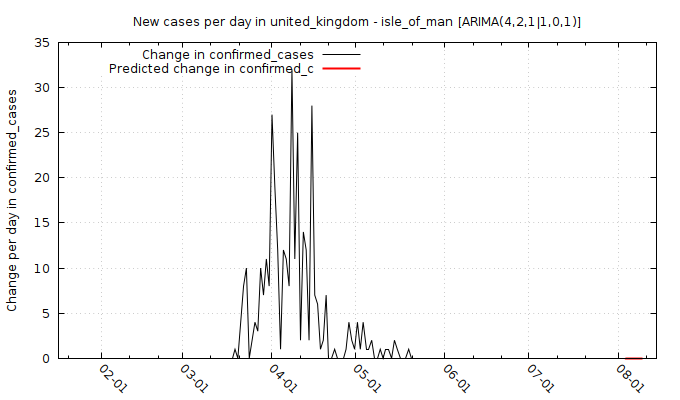 New cases per day in united_kingdom - isle_of_man [ARIMA(4,2,1|1,0,1)]
Change in confirmed_cases
Predicted change in confirmed_c
Change per day in confirmed_cases
35
30
25
20
15
10
5
0
02-01 03-01 04-01 05-01 06-01 07-01 08-01